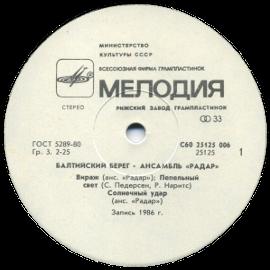 МИНИСТЕРСТВО
КУЛЬТУРЫ СССР
ВСЕСОЮЗНАЯ ФИРМА ГРАМПЛАСТИНОК
МЕЛОДИЯ
СТЕРЕО
РИЖСКИЙ ЗАВОД ГРАМПЛАСТИНОК
33
ГОСТ 5289-80
Гр. 3. 2-25
С60 25125 006
25125
1
БАЛТИЙСКИЙ БЕРЕГ - АНСАМБЛЬ «РАДАР»
Вираж (анс. «Радар»); Пепельный
свет (С. Педерсен, Р. Наритс)
Солнечный удар
(анс. «Радар»)
Запись 1986 г.